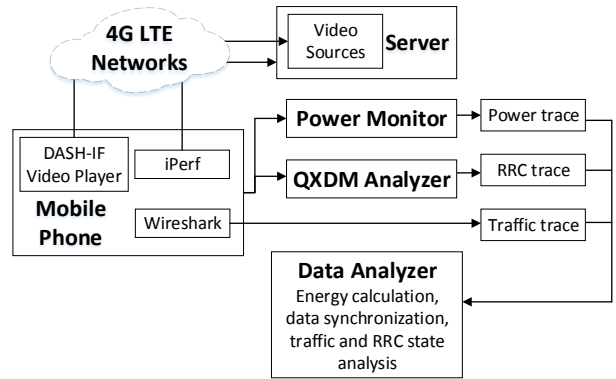 4G LTE
Networks
Video
Sources
Server
DASH-IF
Video Player
iPerf
Mobile
Phone
Wireshark
Power Monitor
Power trace
QXDM Analyzer
RRC trace
Traffic trace
Data Analyzer
Energy calculation,
data synchronization,
traffic and RRC state
analysis